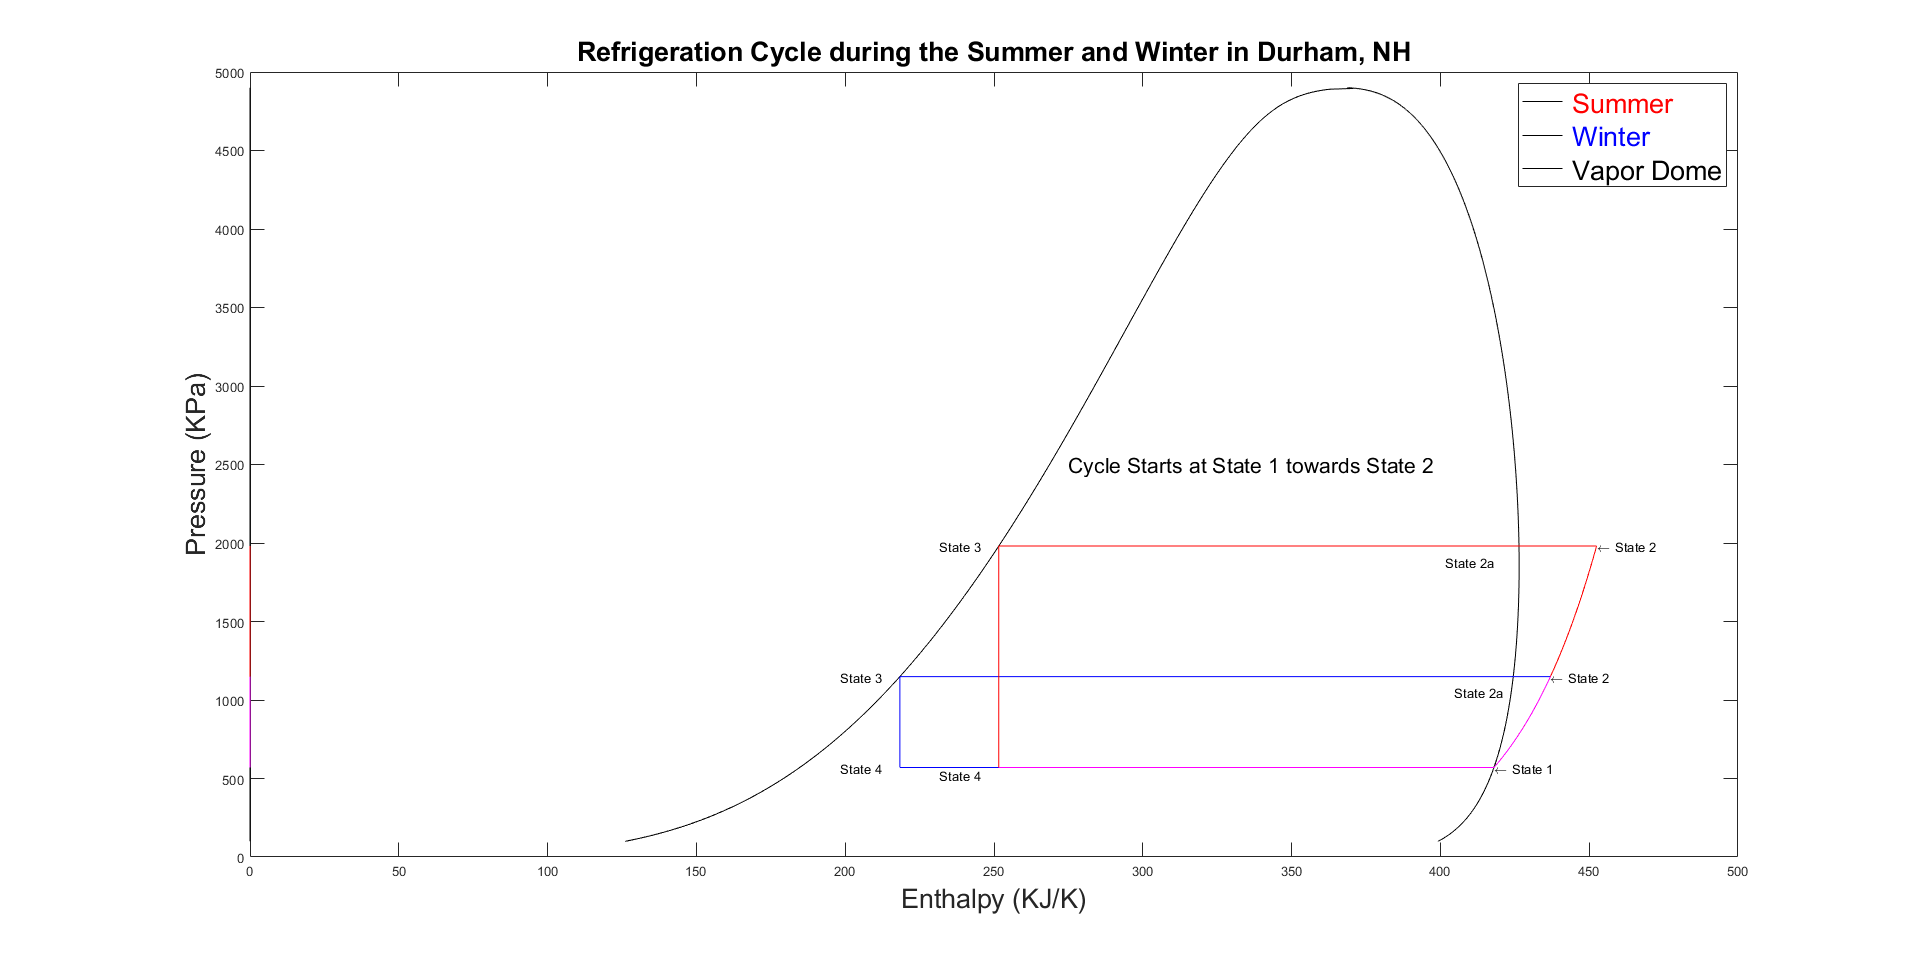 Refrigeration Cycle during the Summer and Winter in Durham, NH
5000
4500
4000
3500
3000
2500
2000
1500
1000
500
0
Pressure (KPa)
Summer
Winter
Vapor Dome
Cycle Starts at State 1 towards State 2
State 3
State 2a
← State 2
State 3
State 2a
← State 2
State 4
State 4
← State 1
0
50
100
150
200
250
300
350
400
450
500
Enthalpy (KJ/K)